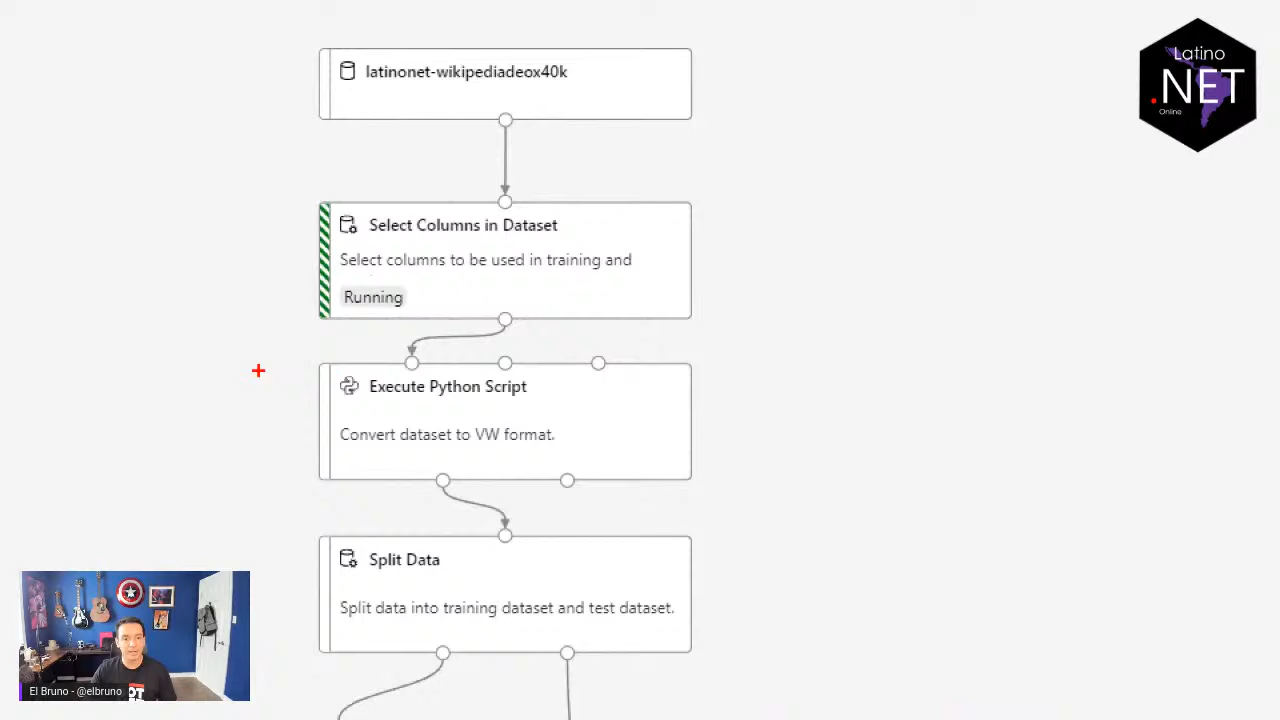 latinonet-wikipediadeox40k
Latino
.NET
Online
Select Columns in Dataset
Select columns to be used in training and
Running
Execute Python Script
Convert dataset to VW format.
Split Data
Split data into training dataset and test dataset.
El Bruno - @elbruno